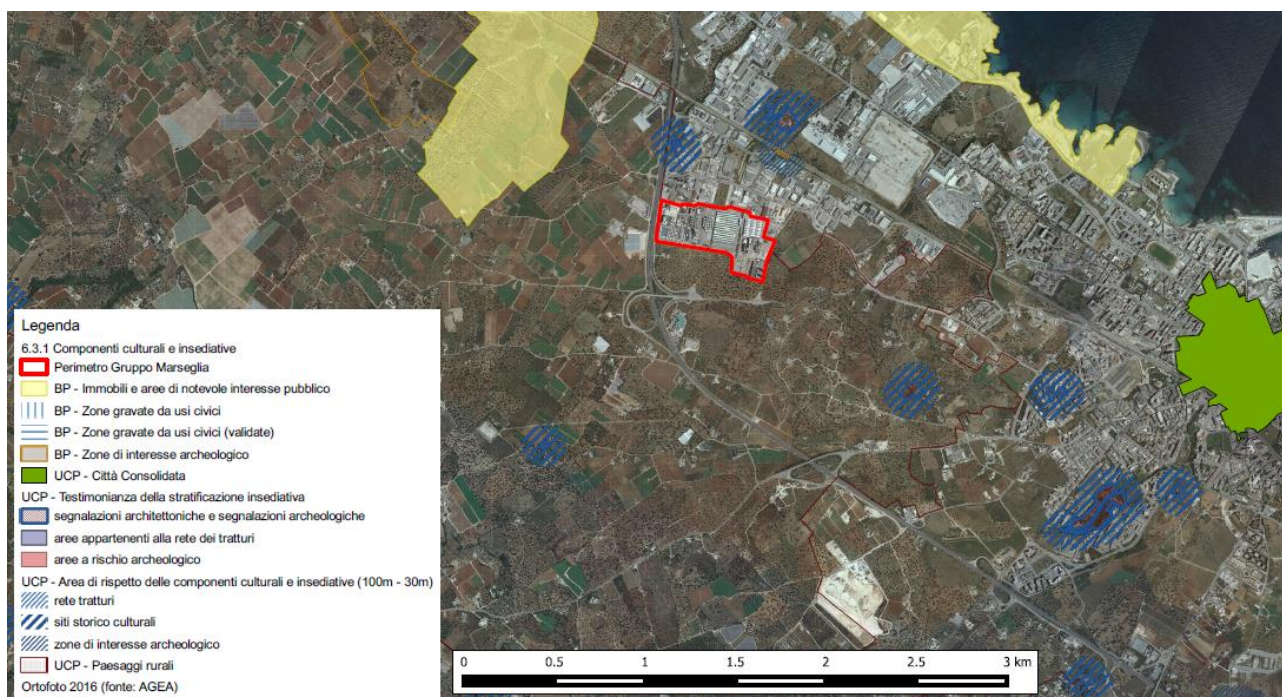 Legenda
6.3.1 Componenti culturali e insediative
Perimetro Gruppo Marseglia
BP - Immobili e aree di notevole interesse pubblico
BP - Zone gravate da usi civici
BP - Zone gravate da usi civici (validate)
BP - Zone di interesse archeologico
UCP - Città Consolidata
UCP - Testimonianza della stratificazione insediativa
segnalazioni architettoniche e segnalazioni archeologiche
aree appartenenti alla rete dei tratturi
aree a rischio archeologico
UCP - Area di rispetto delle componenti culturali e insediative (100m - 30m)
rete tratturi
siti storico culturali
zone di interesse archeologico
UCP - Paesaggi rurali
Ortofoto 2016 (fonte: AGEA)
0 0.5 1 1.5 2 2.5 3 km